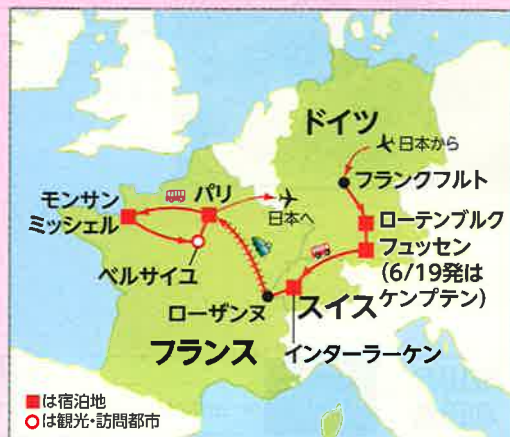 ドイツ
日本から
フランクフルト
モンサン
ミッシェル
パリ
日本へ
ローテンブルク
フュッセン
(6/19発は
ケンプテン)
ベルサイユ
ローザンヌ
スイス
フランス
インターラーケン
■は宿泊地
○は観光・訪問都市